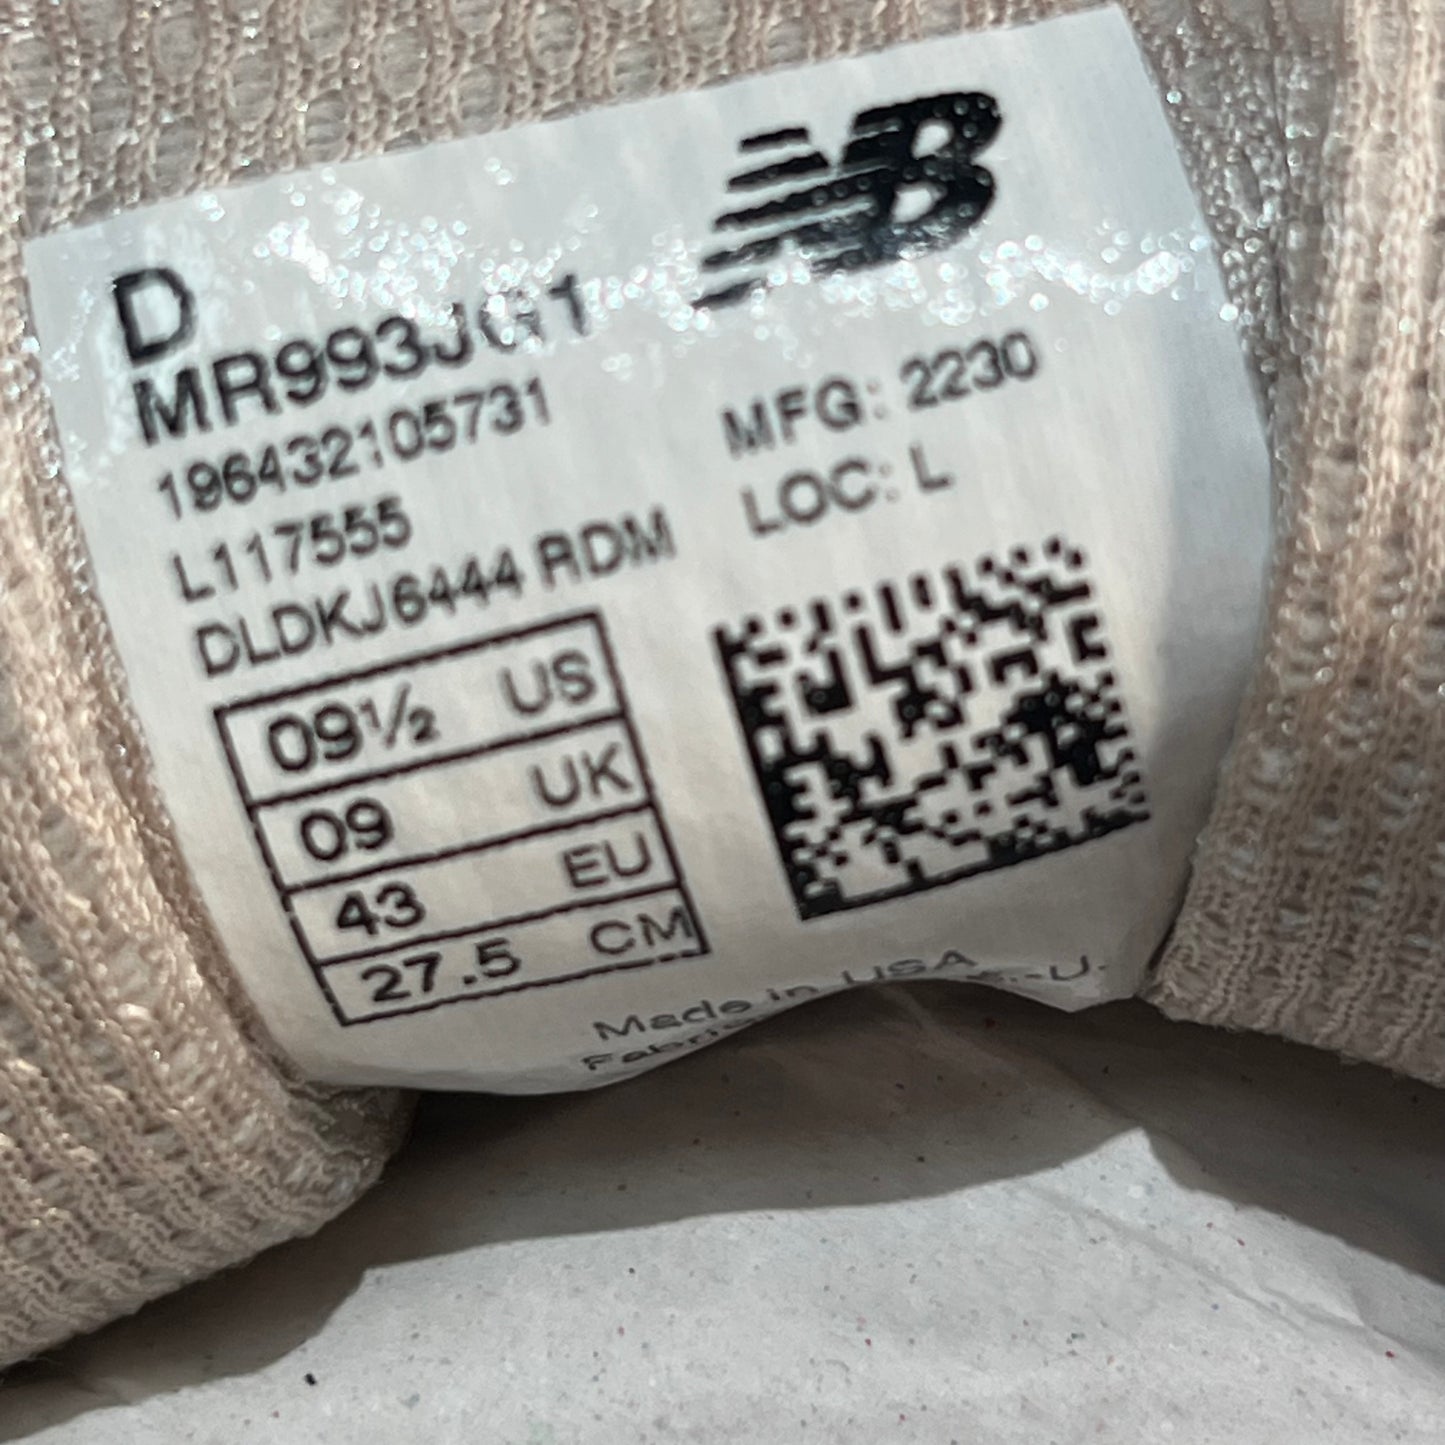 NB
D
MR993JG1
196432105731
L117555
DLDKJ6444 RDM
MFG: 2230
LOC: L
09½ US
09 UK
43 EU
27.5 CM
Made in USA